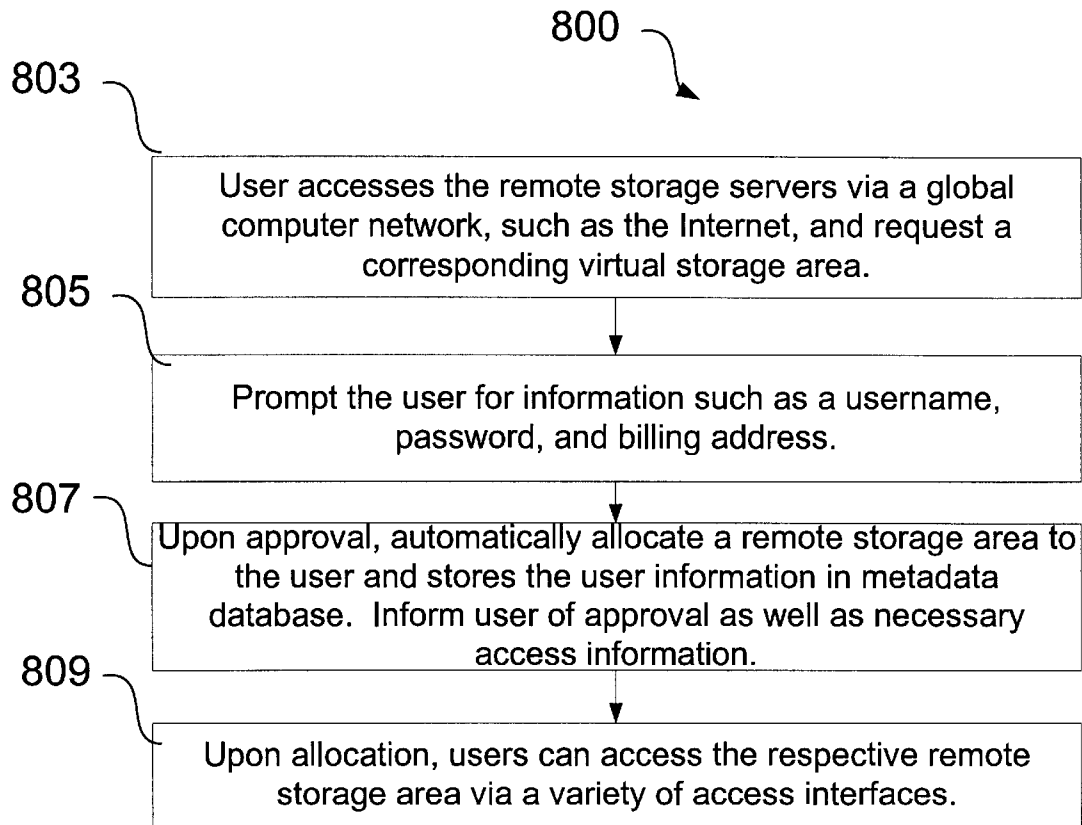 800
803
User accesses the remote storage servers via a global
computer network, such as the Internet, and request a
corresponding virtual storage area.
805
Prompt the user for information such as a username,
password, and billing address.
807
Upon approval, automatically allocate a remote storage area to
the user and stores the user information in metadata
database.  Inform user of approval as well as necessary
access information.
809
Upon allocation, users can access the respective remote
storage area via a variety of access interfaces.